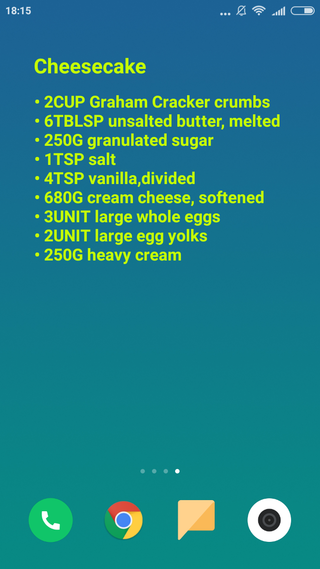 18:15
Cheesecake
• 2CUP Graham Cracker crumbs
• 6TBLSP unsalted butter, melted
• 250G granulated sugar
• 1TSP salt
• 4TSP vanilla,divided
• 680G cream cheese, softened
• 3UNIT large whole eggs
• 2UNIT large egg yolks
• 250G heavy cream